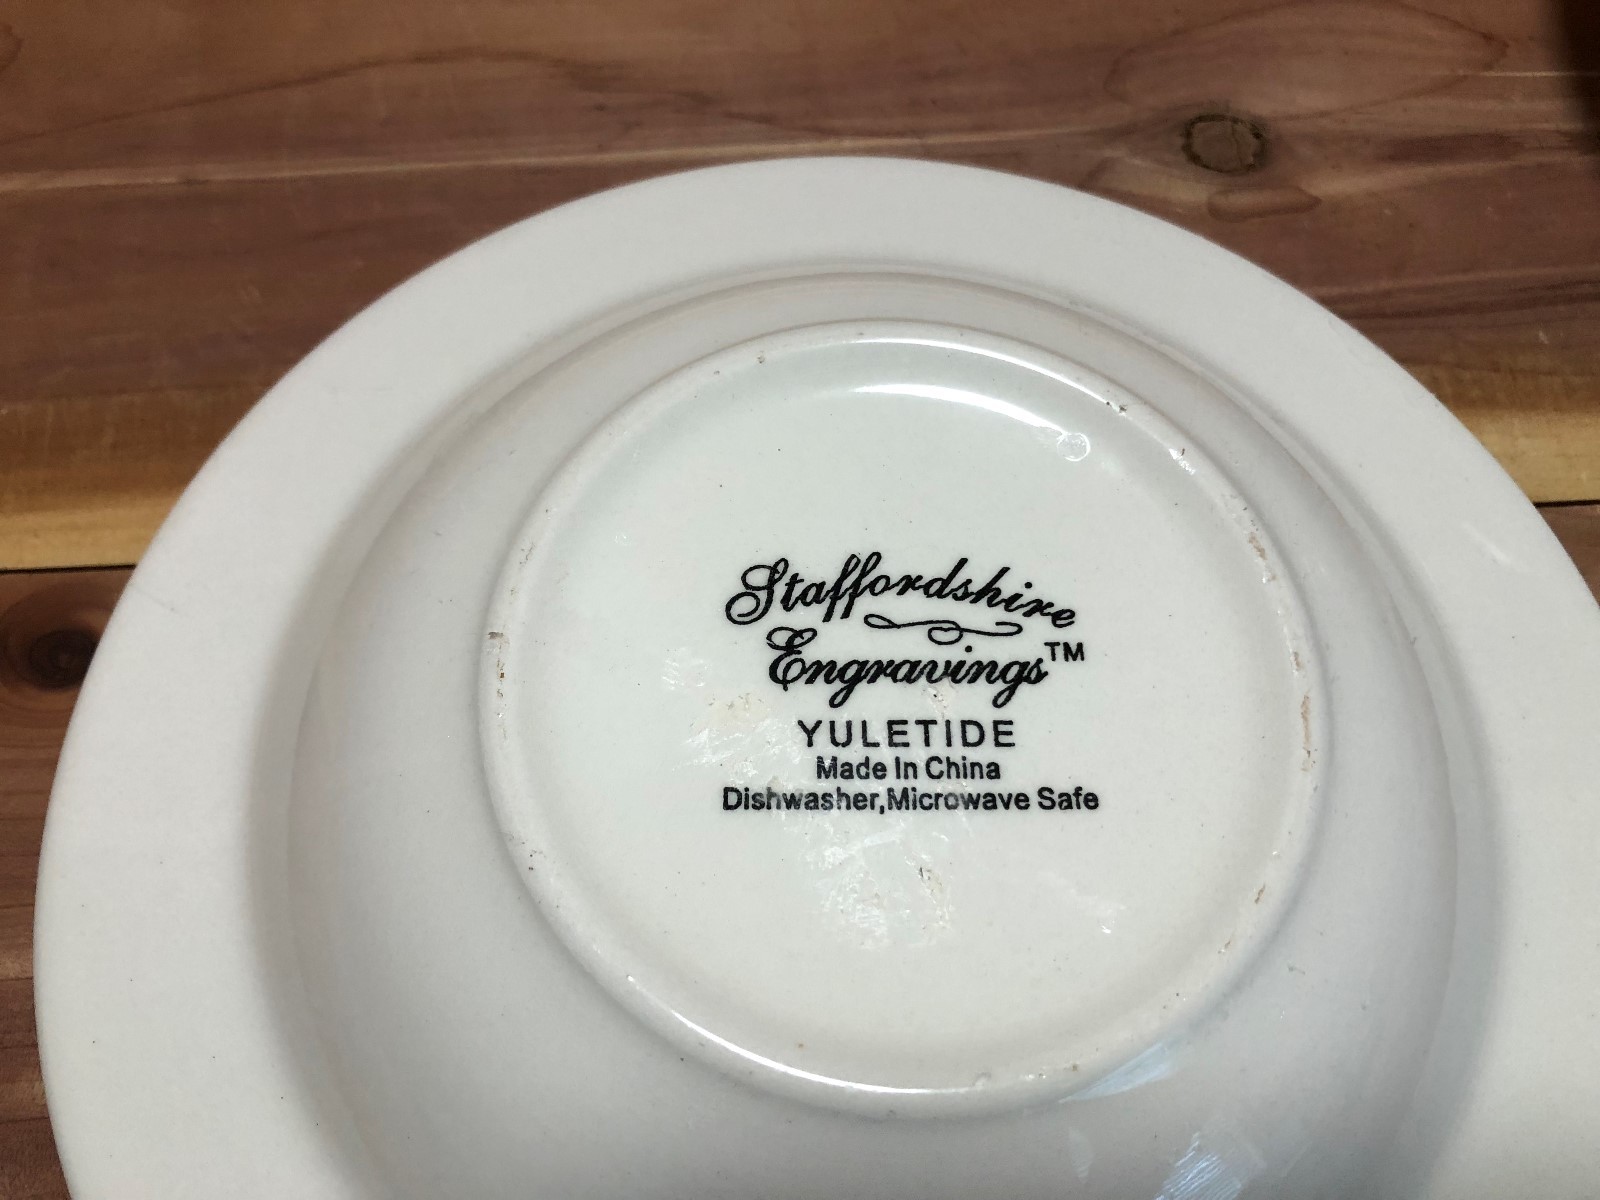 Staffordshire
Engravings™
YULETIDE
Made In China
Dishwasher,Microwave Safe